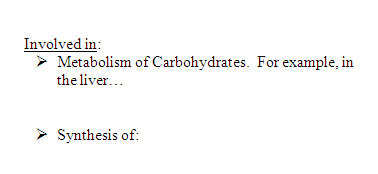 Involved in:
➢ Metabolism of Carbohydrates. For example, in
the liver…
➢ Synthesis of: